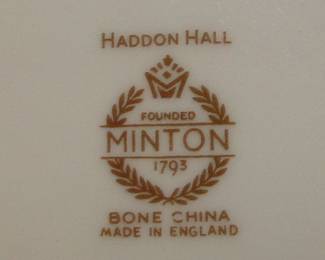 HADDON HALL
FOUNDED
MINTON
1793
BONE CHINA
MADE IN ENGLAND